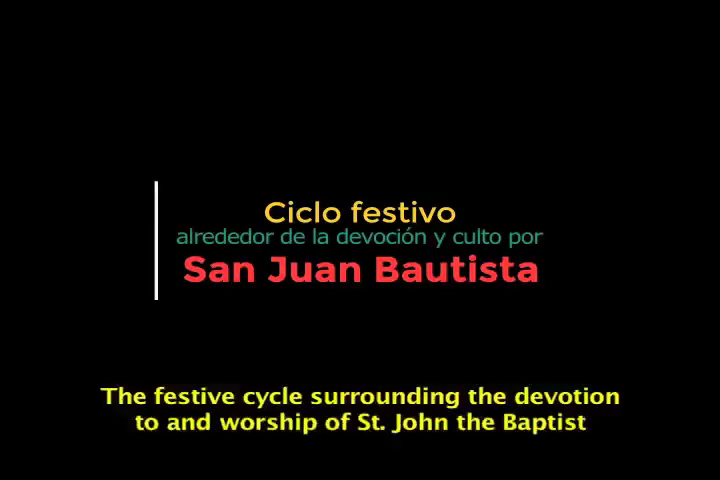 Ciclo festivo
alrededor de la devoción y culto por
San Juan Bautista
The festive cycle surrounding the devotion
to and worship of St. John the Baptist